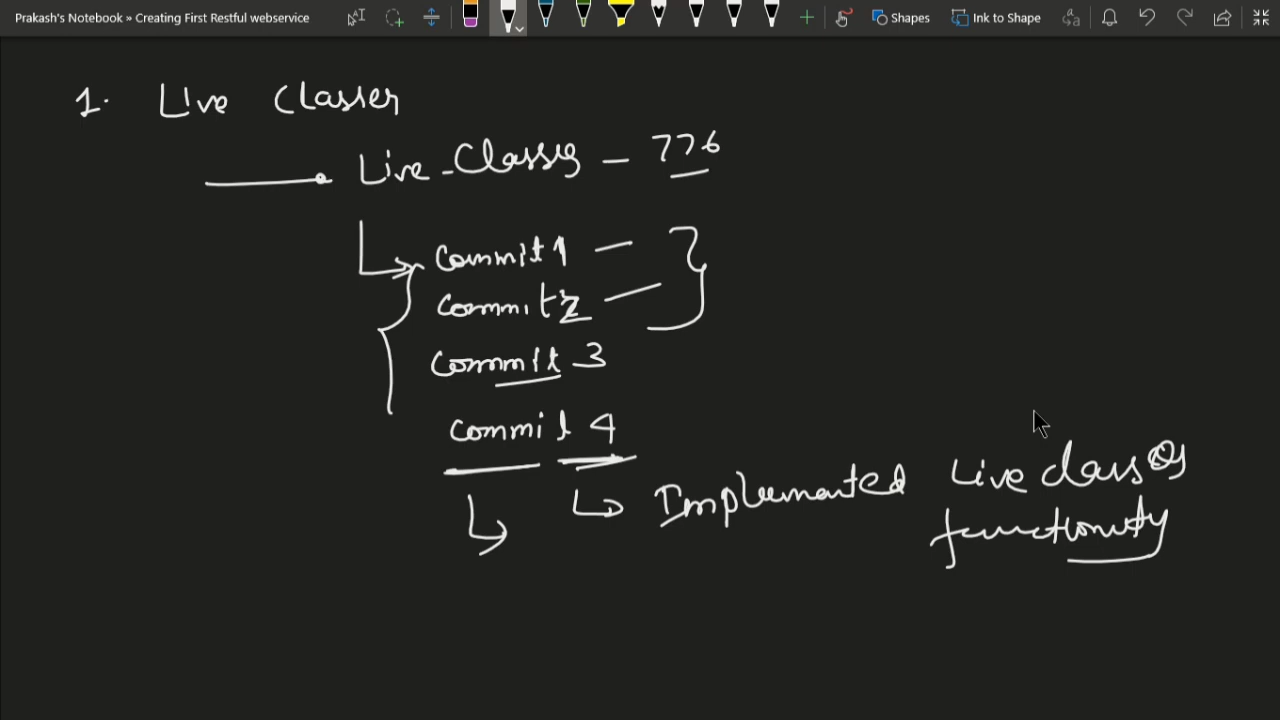 Prakash's Notebook » Creating First Restful webservice
Shapes
Ink to Shape
1. Live Classes
Live-Classes - 776
Commit 1
Commit 2
Commit 3
Commit 4
Implemented Live classes
functionality